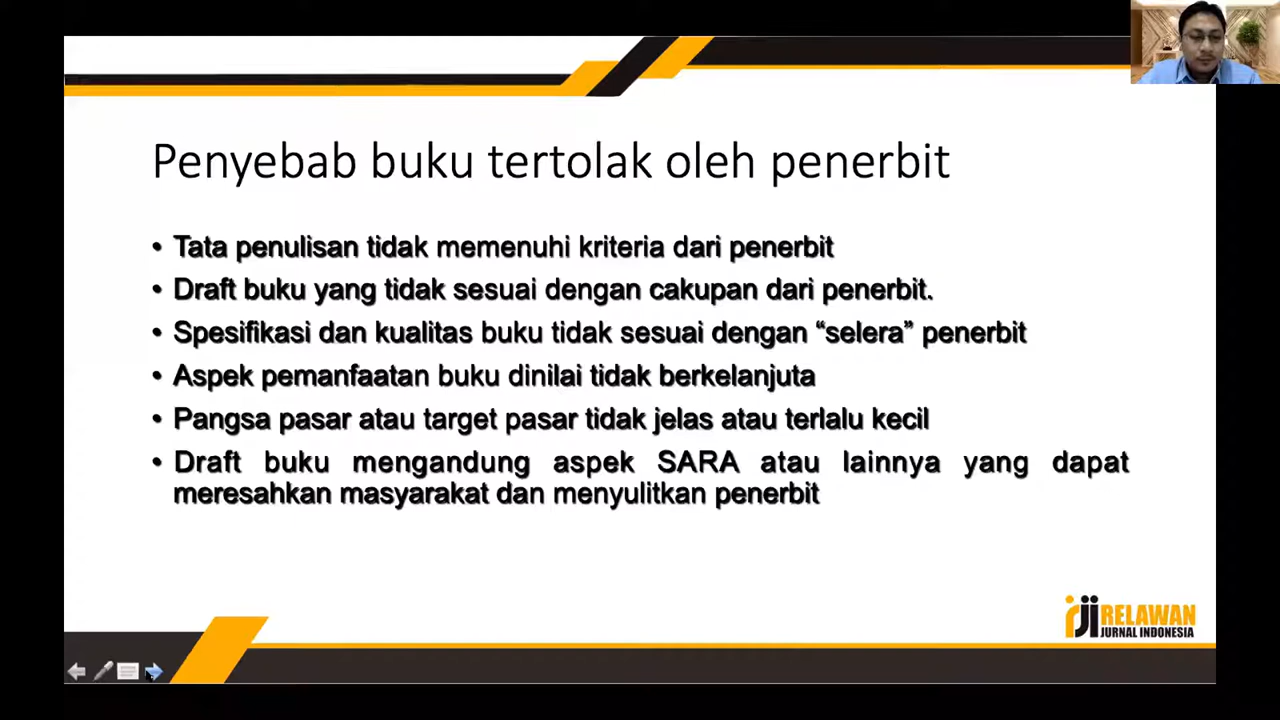 Penyebab buku tertolak oleh penerbit
• Tata penulisan tidak memenuhi kriteria dari penerbit
• Draft buku yang tidak sesuai dengan cakupan dari penerbit.
• Spesifikasi dan kualitas buku tidak sesuai dengan “selera” penerbit
• Aspek pemanfaatan buku dinilai tidak berkelanjuta
• Pangsa pasar atau target pasar tidak jelas atau terlalu kecil
• Draft buku mengandung aspek SARA atau lainnya yang dapat
meresahkan masyarakat dan menyulitkan penerbit
rji RELAWAN
JURNAL INDONESIA